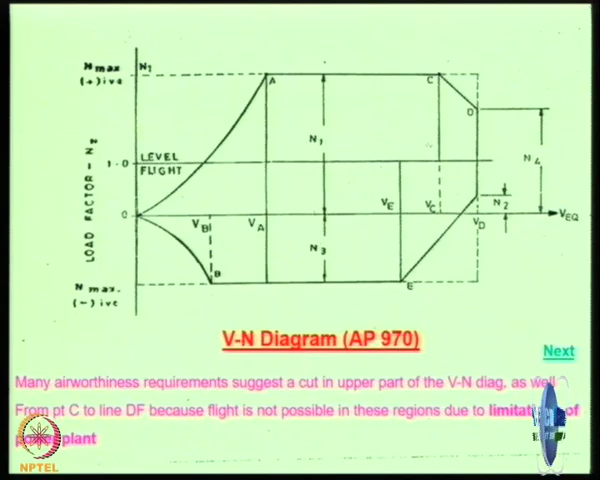 Nmax
(+)ive
N1
A
C
D
N1
N4
LOAD FACTOR - Nz
1.0
LEVEL
FLIGHT
0
VB
VA
VE
VC
VD
N2
VEQ
N3
B
E
N max.
(-) ive
V-N Diagram (AP 970)
Next
Many airworthiness requirements suggest a cut in upper part of the V-N diag, as well
From pt C to line DF because flight is not possible in these regions due to of
plant
NPTEL